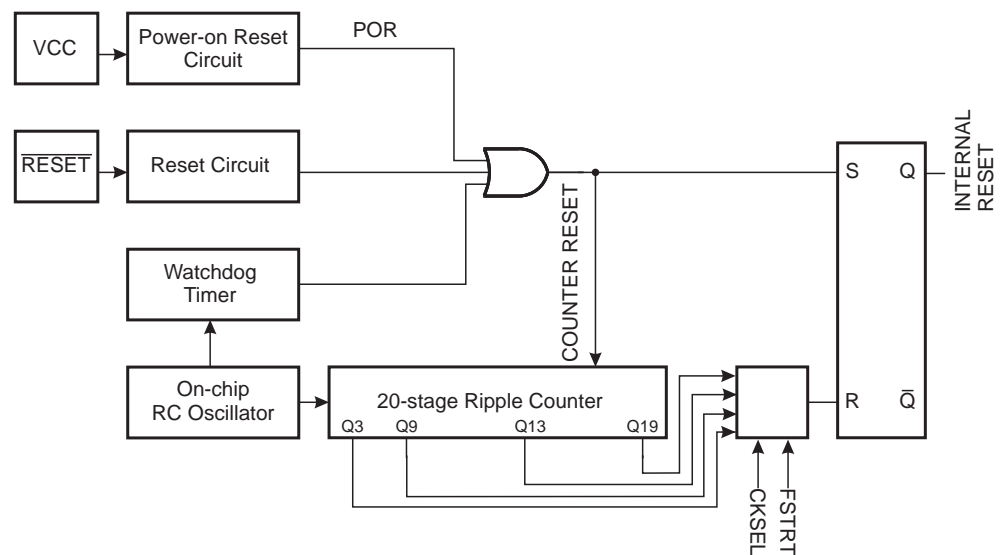 VCC
Power-on Reset
Circuit
POR
RESET
Reset Circuit
Watchdog
Timer
On-chip
RC Oscillator
COUNTER RESET
20-stage Ripple Counter
Q3
Q9
Q13
Q19
CKSEL
FSTRT
S
Q
R
Q̅
INTERNAL
RESET